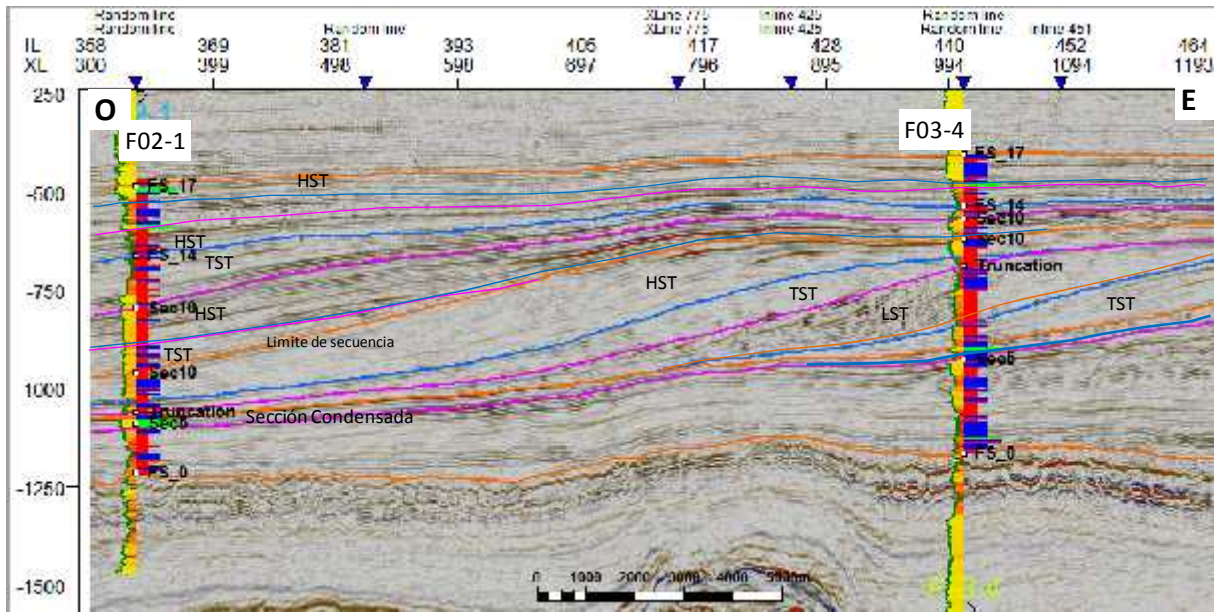 Random line XLine 775 Inline 425 Random line
Random line Random line XLine 775 Inline 425 Random line Inline 451
IL 358 369 381 393 405 417 428 440 452 464
XL 300 399 498 598 697 796 895 994 1094 1193
250
O E
F02-1 F03-4
FS_17
HST
FS_17
-500
FS_14
Sec10
HST
Sec10
FS_14
TST
Truncation
HST
-750
TST
Sec10
HST
LST
TST
Limite de secuencia
TST
Sec5
Sec10
-1000
Truncation
Sección Condensada
Sec5
FS_0
FS_0
-1250
-1500
0 1000 2000 3000 4000 5000m